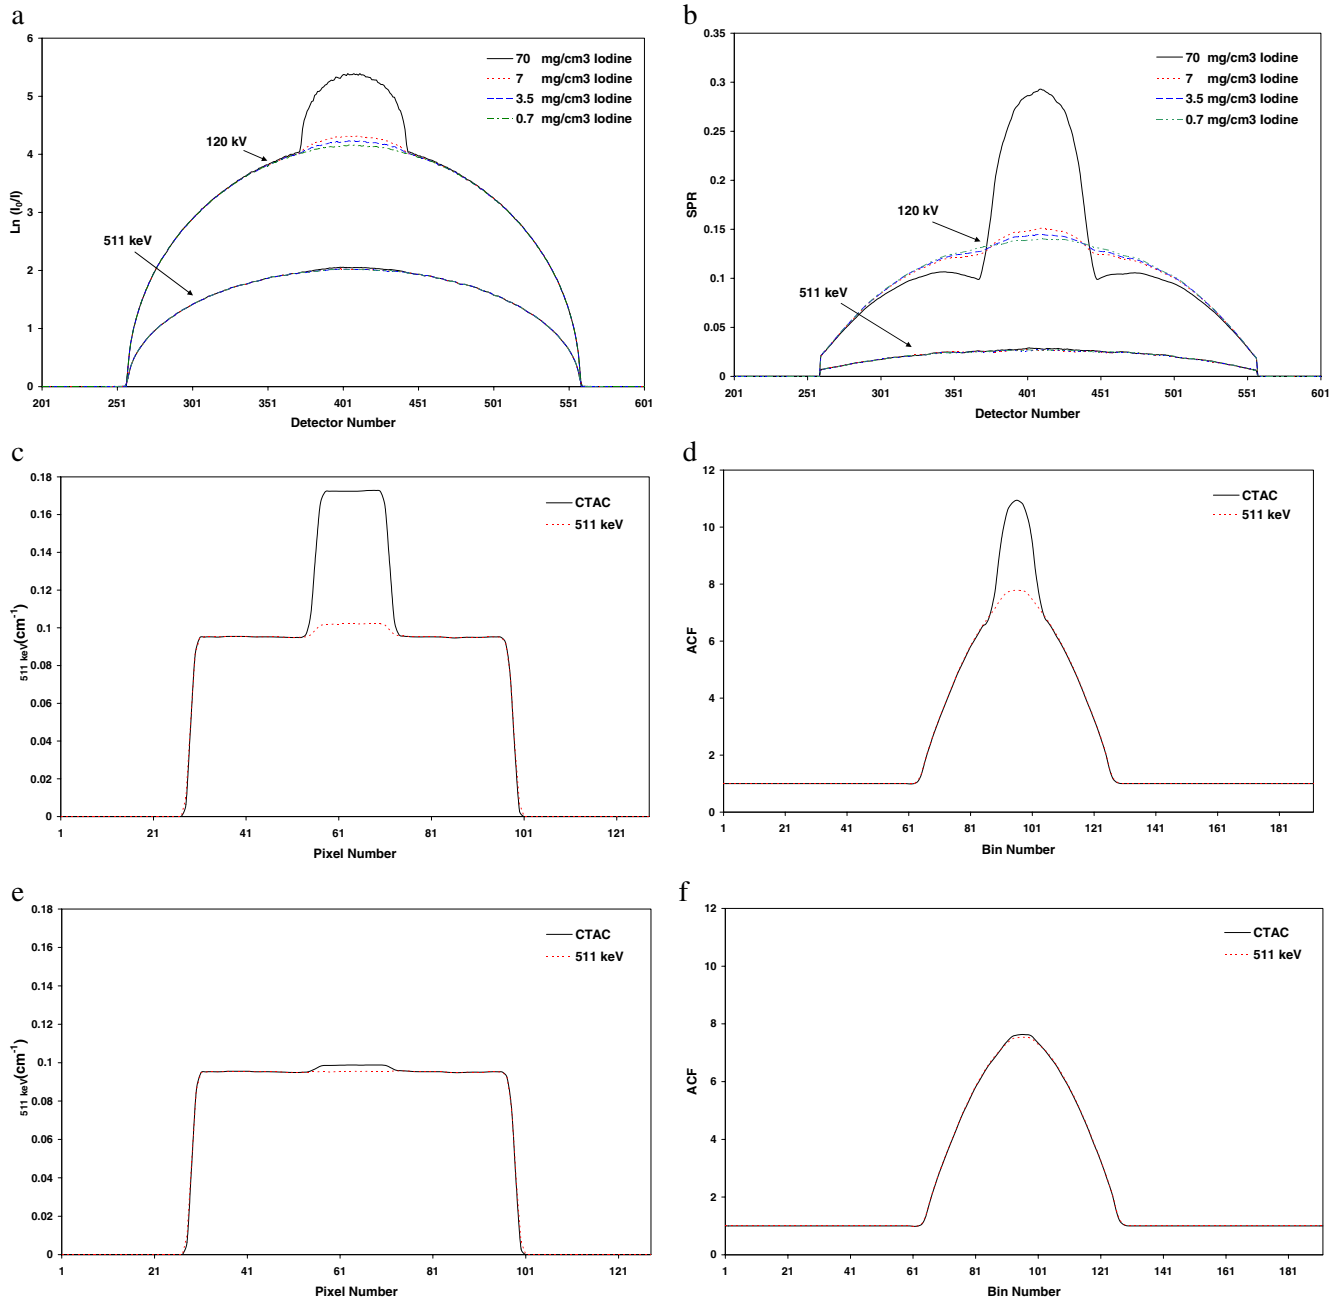 a
6
5
4
3
2
1
0
Ln (I0/I)
70 mg/cm3 Iodine
7 mg/cm3 Iodine
3.5 mg/cm3 Iodine
0.7 mg/cm3 Iodine
120 kV
511 keV
201 251 301 351 401 451 501 551 601
Detector Number
b
0.35
0.3
0.25
0.2
0.15
0.1
0.05
0
SPR
70 mg/cm3 Iodine
7 mg/cm3 Iodine
3.5 mg/cm3 Iodine
0.7 mg/cm3 Iodine
120 kV
511 keV
201 251 301 351 401 451 501 551 601
Detector Number
c
0.18
0.16
0.14
0.12
0.1
0.08
0.06
0.04
0.02
0
511 keV(cm-1)
CTAC
511 keV
1 21 41 61 81 101 121
Pixel Number
d
12
10
8
6
4
2
0
ACF
CTAC
511 keV
1 21 41 61 81 101 121 141 161 181
Bin Number
e
0.18
0.16
0.14
0.12
0.1
0.08
0.06
0.04
0.02
0
511 keV(cm-1)
CTAC
511 keV
1 21 41 61 81 101 121
Pixel Number
f
12
10
8
6
4
2
0
ACF
CTAC
511 keV
1 21 41 61 81 101 121 141 161 181
Bin Number